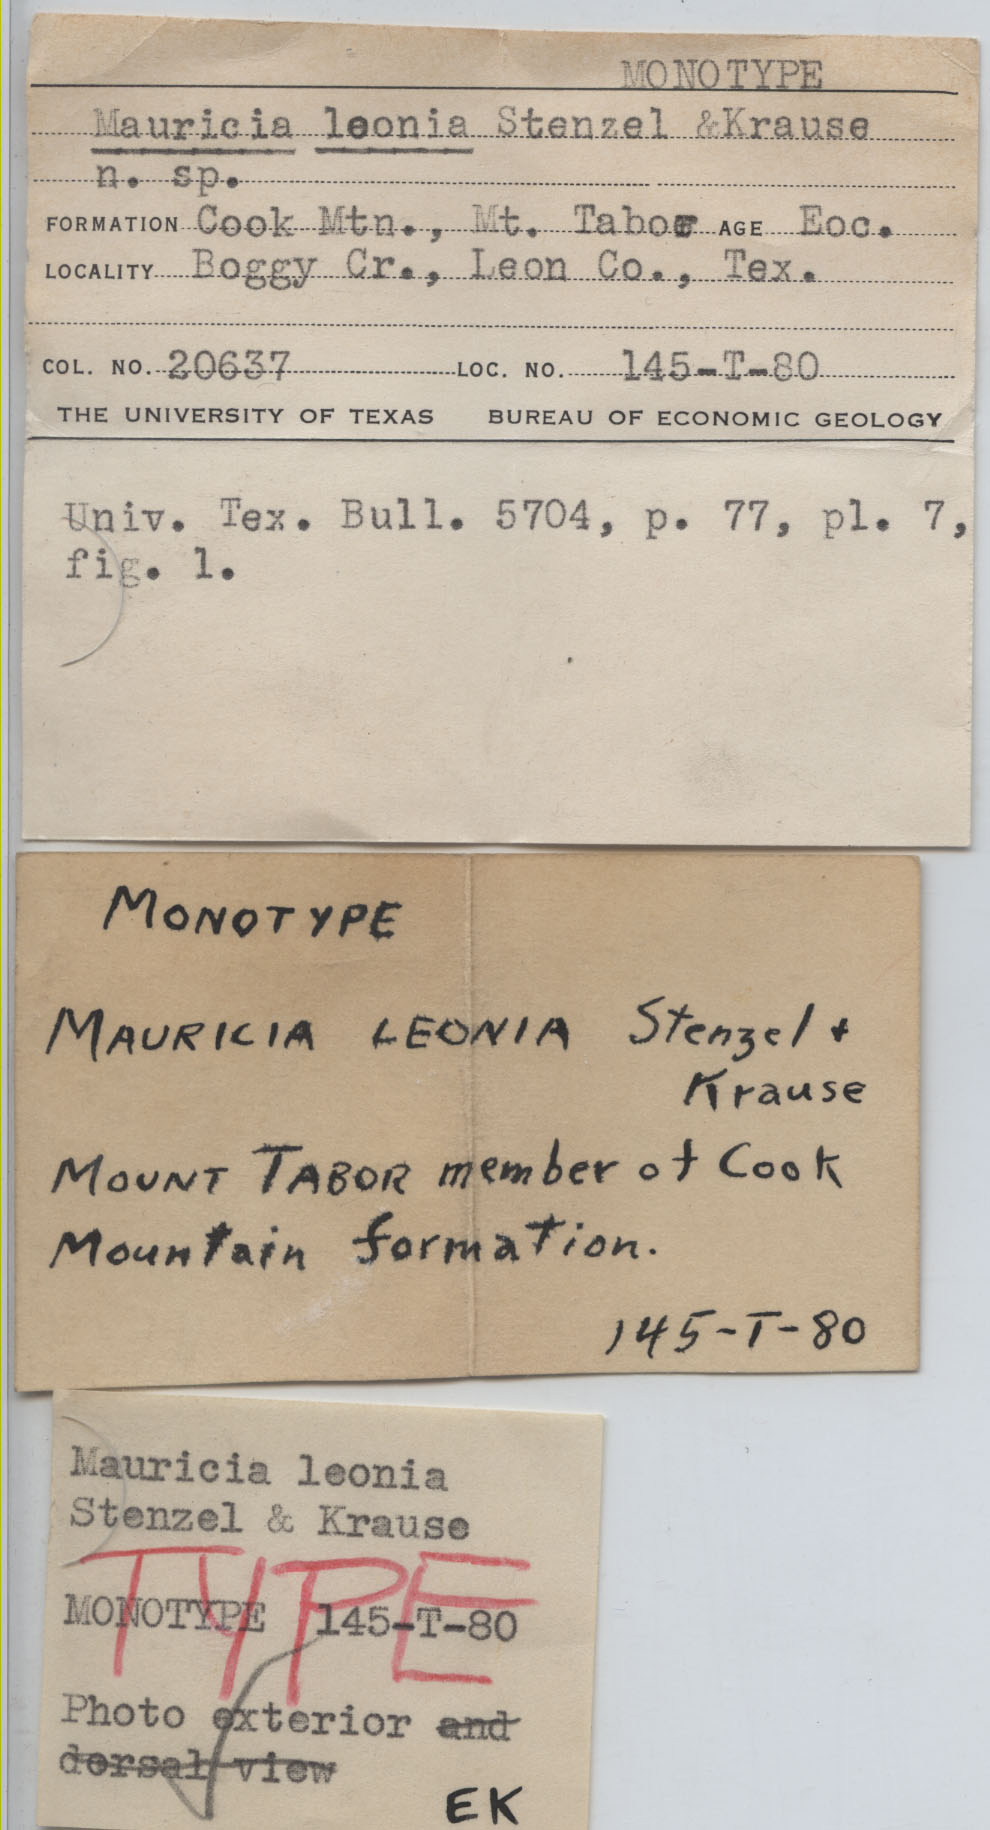 MONOTYPE
Mauricia leonia Stenzel &Krause
n. sp.
FORMATION Cook Mtn., Mt. Tabor AGE Eoc.
LOCALITY Boggy Cr., Leon Co., Tex.
COL. NO. 20637 LOC. NO. 145-T-80
THE UNIVERSITY OF TEXAS BUREAU OF ECONOMIC GEOLOGY
Univ. Tex. Bull. 5704, p. 77, pl. 7,
fig. 1.
MONOTYPE
MAURICIA LEONIA Stenzel +
Krause
MOUNT TABOR member of Cook
Mountain formation.
145-T-80
Mauricia leonia
Stenzel & Krause
TYPE
MONOTYPE 145-T-80
Photo exterior and
dorsal view
EK